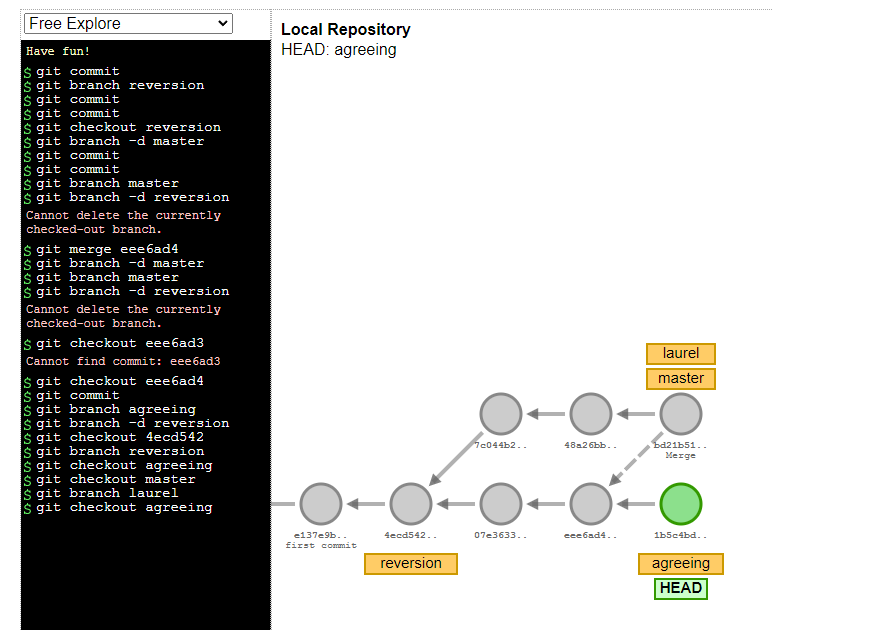 Free Explore
Have fun!
$ git commit
$ git branch reversion
$ git commit
$ git commit
$ git checkout reversion
$ git branch -d master
$ git commit
$ git commit
$ git branch master
$ git branch -d reversion
Cannot delete the currently
checked-out branch.
$ git merge eee6ad4
$ git branch -d master
$ git branch master
$ git branch -d reversion
Cannot delete the currently
checked-out branch.
$ git checkout eee6ad3
Cannot find commit: eee6ad3
$ git checkout eee6ad4
$ git commit
$ git branch agreeing
$ git branch -d reversion
$ git checkout 4ecd542
$ git branch reversion
$ git checkout agreeing
$ git checkout master
$ git branch laurel
$ git checkout agreeing
Local Repository
HEAD: agreeing
laurel
master
7c044b2..
48a26bb..
bd21b51..
Merge
e137e9b..
first commit
4ecd542..
07e3633..
eee6ad4..
1b5c4bd..
reversion
agreeing
HEAD